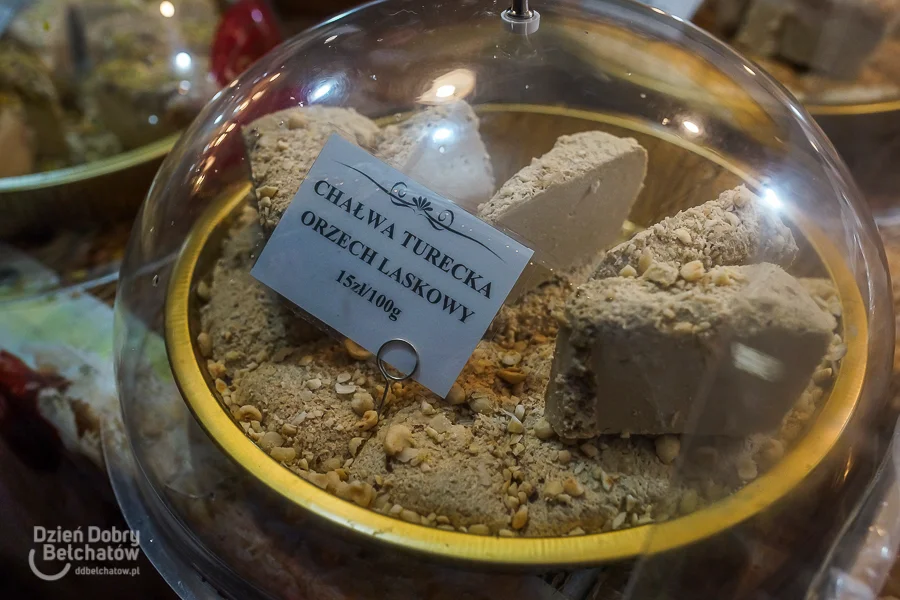 CHAŁWA TURECKA
ORZECH LASKOWY
15zł/100g
Dzień Dobry
Bełchatów
ddbelchatow.pl